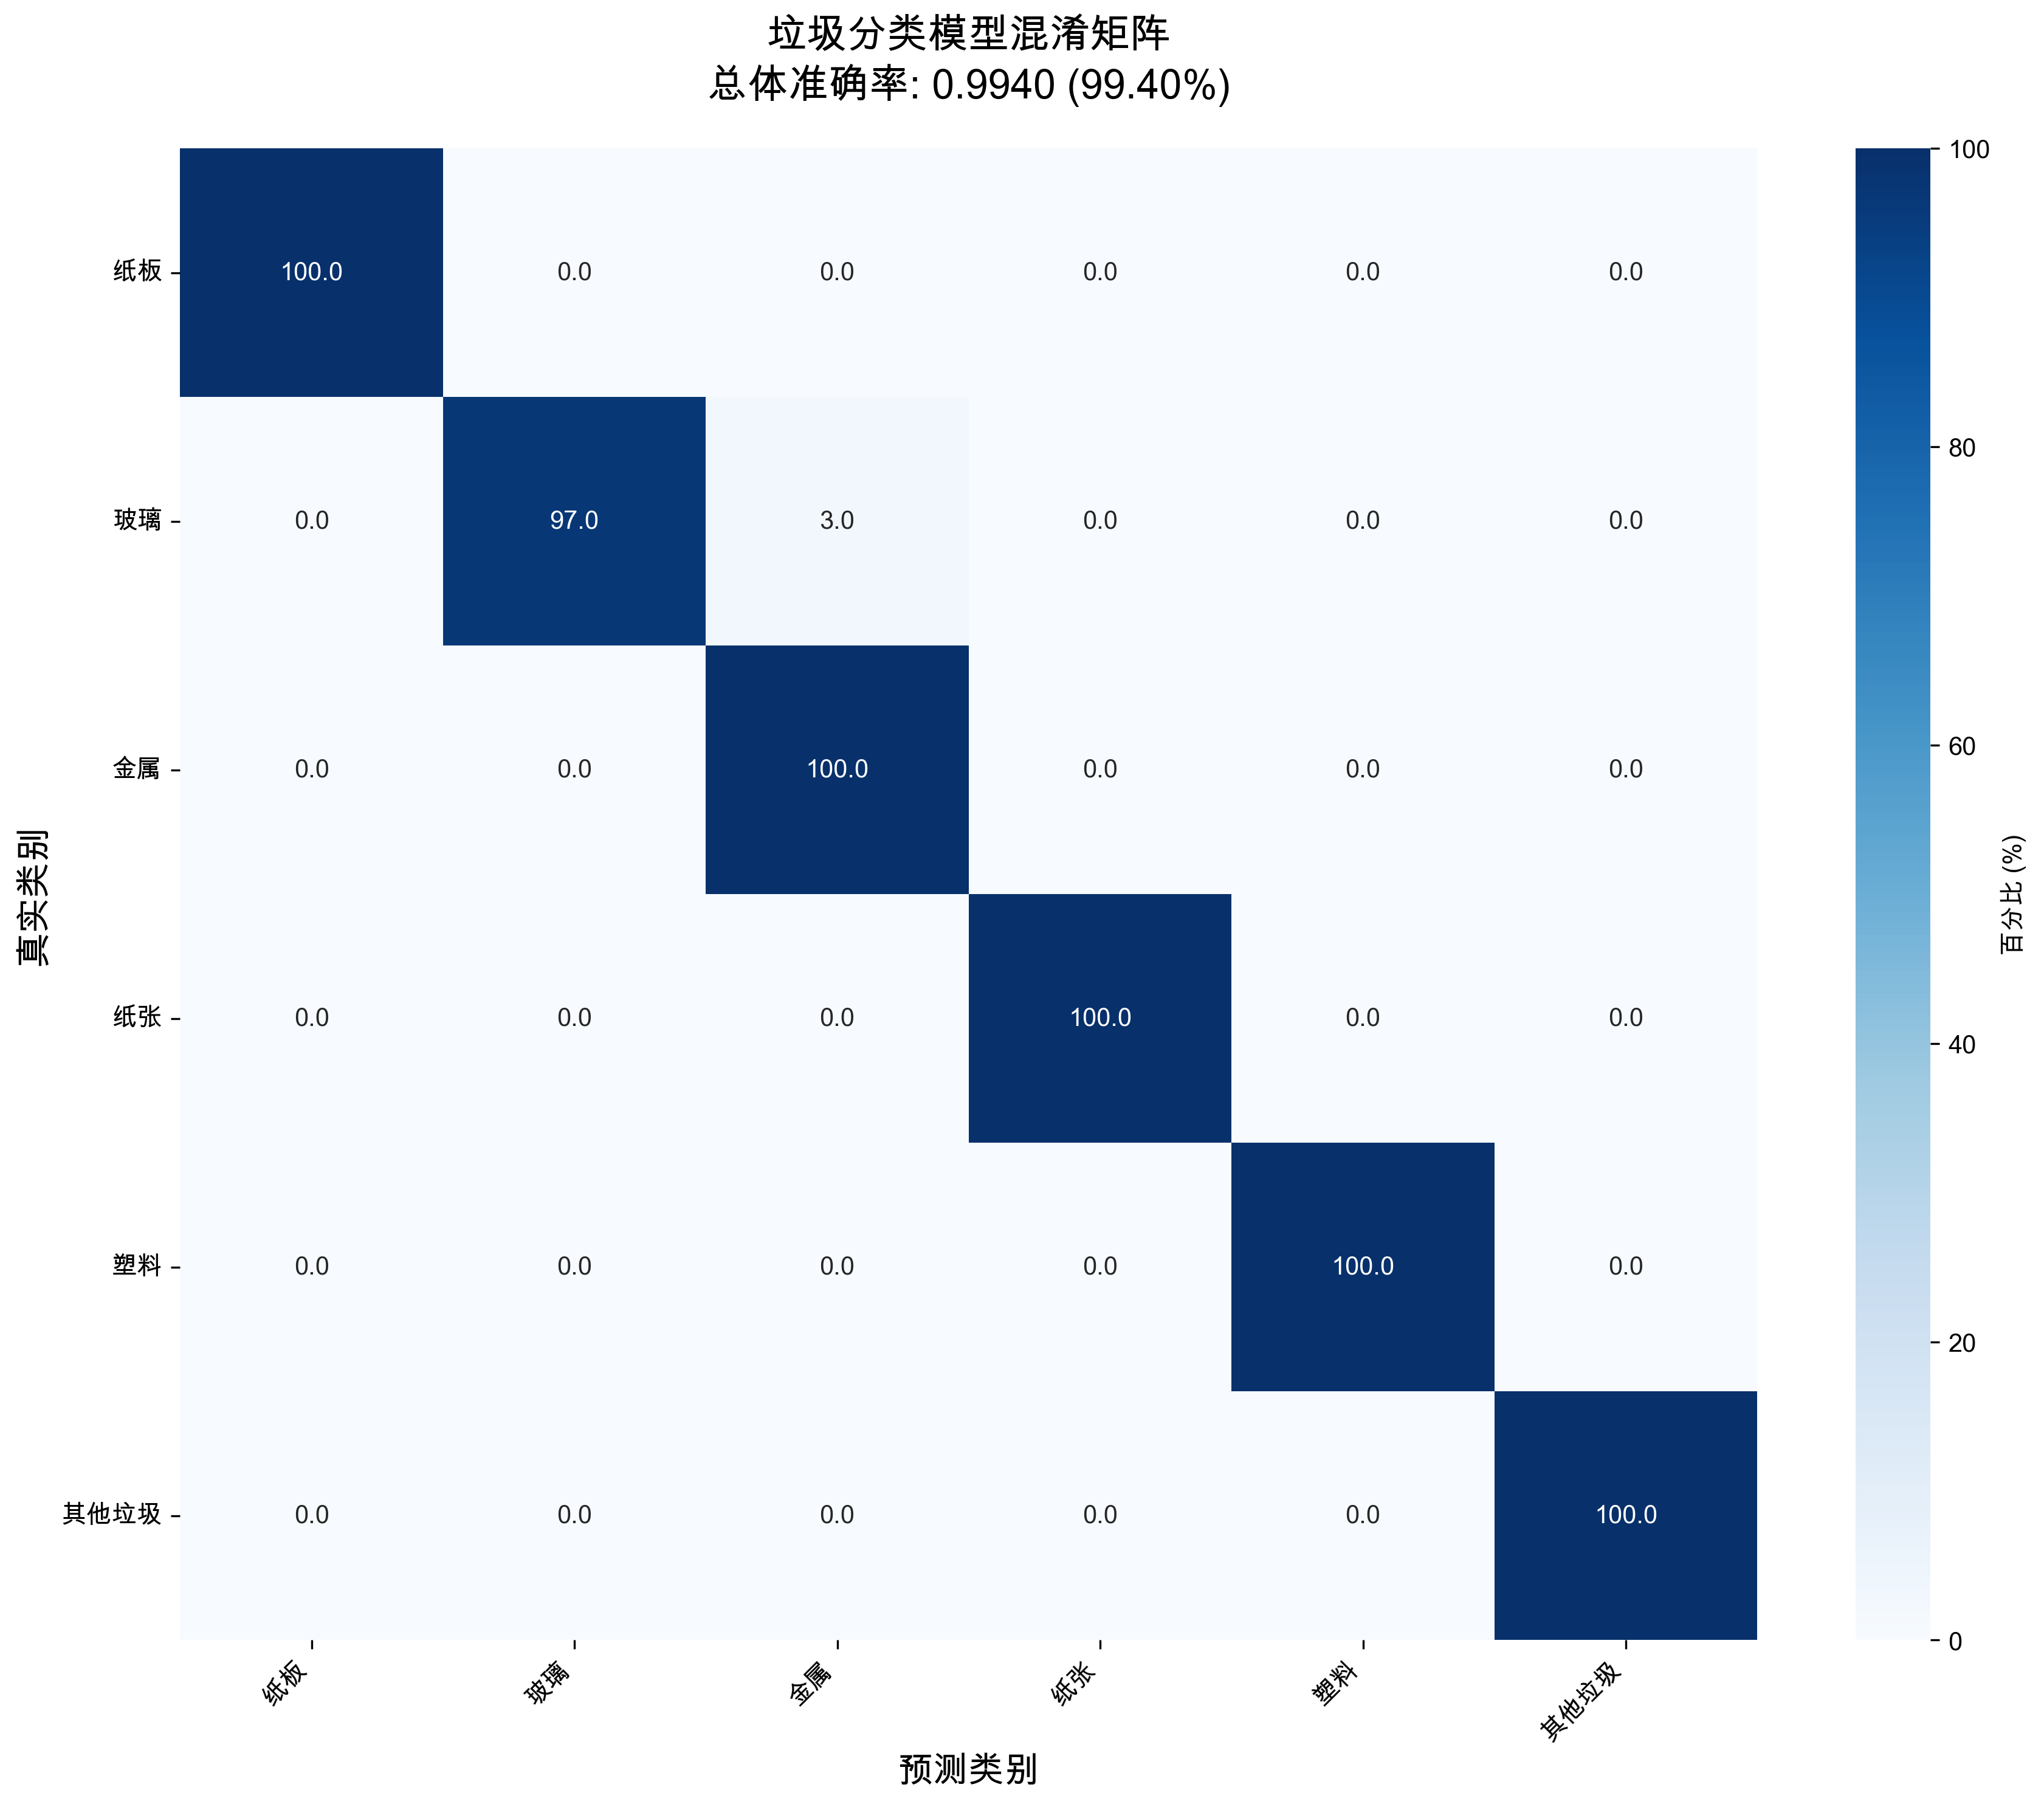 垃圾分类模型混淆矩阵
总体准确率: 0.9940 (99.40%)
纸板 100.0 0.0 0.0 0.0 0.0 0.0
玻璃 0.0 97.0 3.0 0.0 0.0 0.0
金属 0.0 0.0 100.0 0.0 0.0 0.0
纸张 0.0 0.0 0.0 100.0 0.0 0.0
塑料 0.0 0.0 0.0 0.0 100.0 0.0
其他垃圾 0.0 0.0 0.0 0.0 0.0 100.0
真实类别
纸板 玻璃 金属 纸张 塑料 其他垃圾
预测类别
100
80
60
40
20
0
百分比 (%)